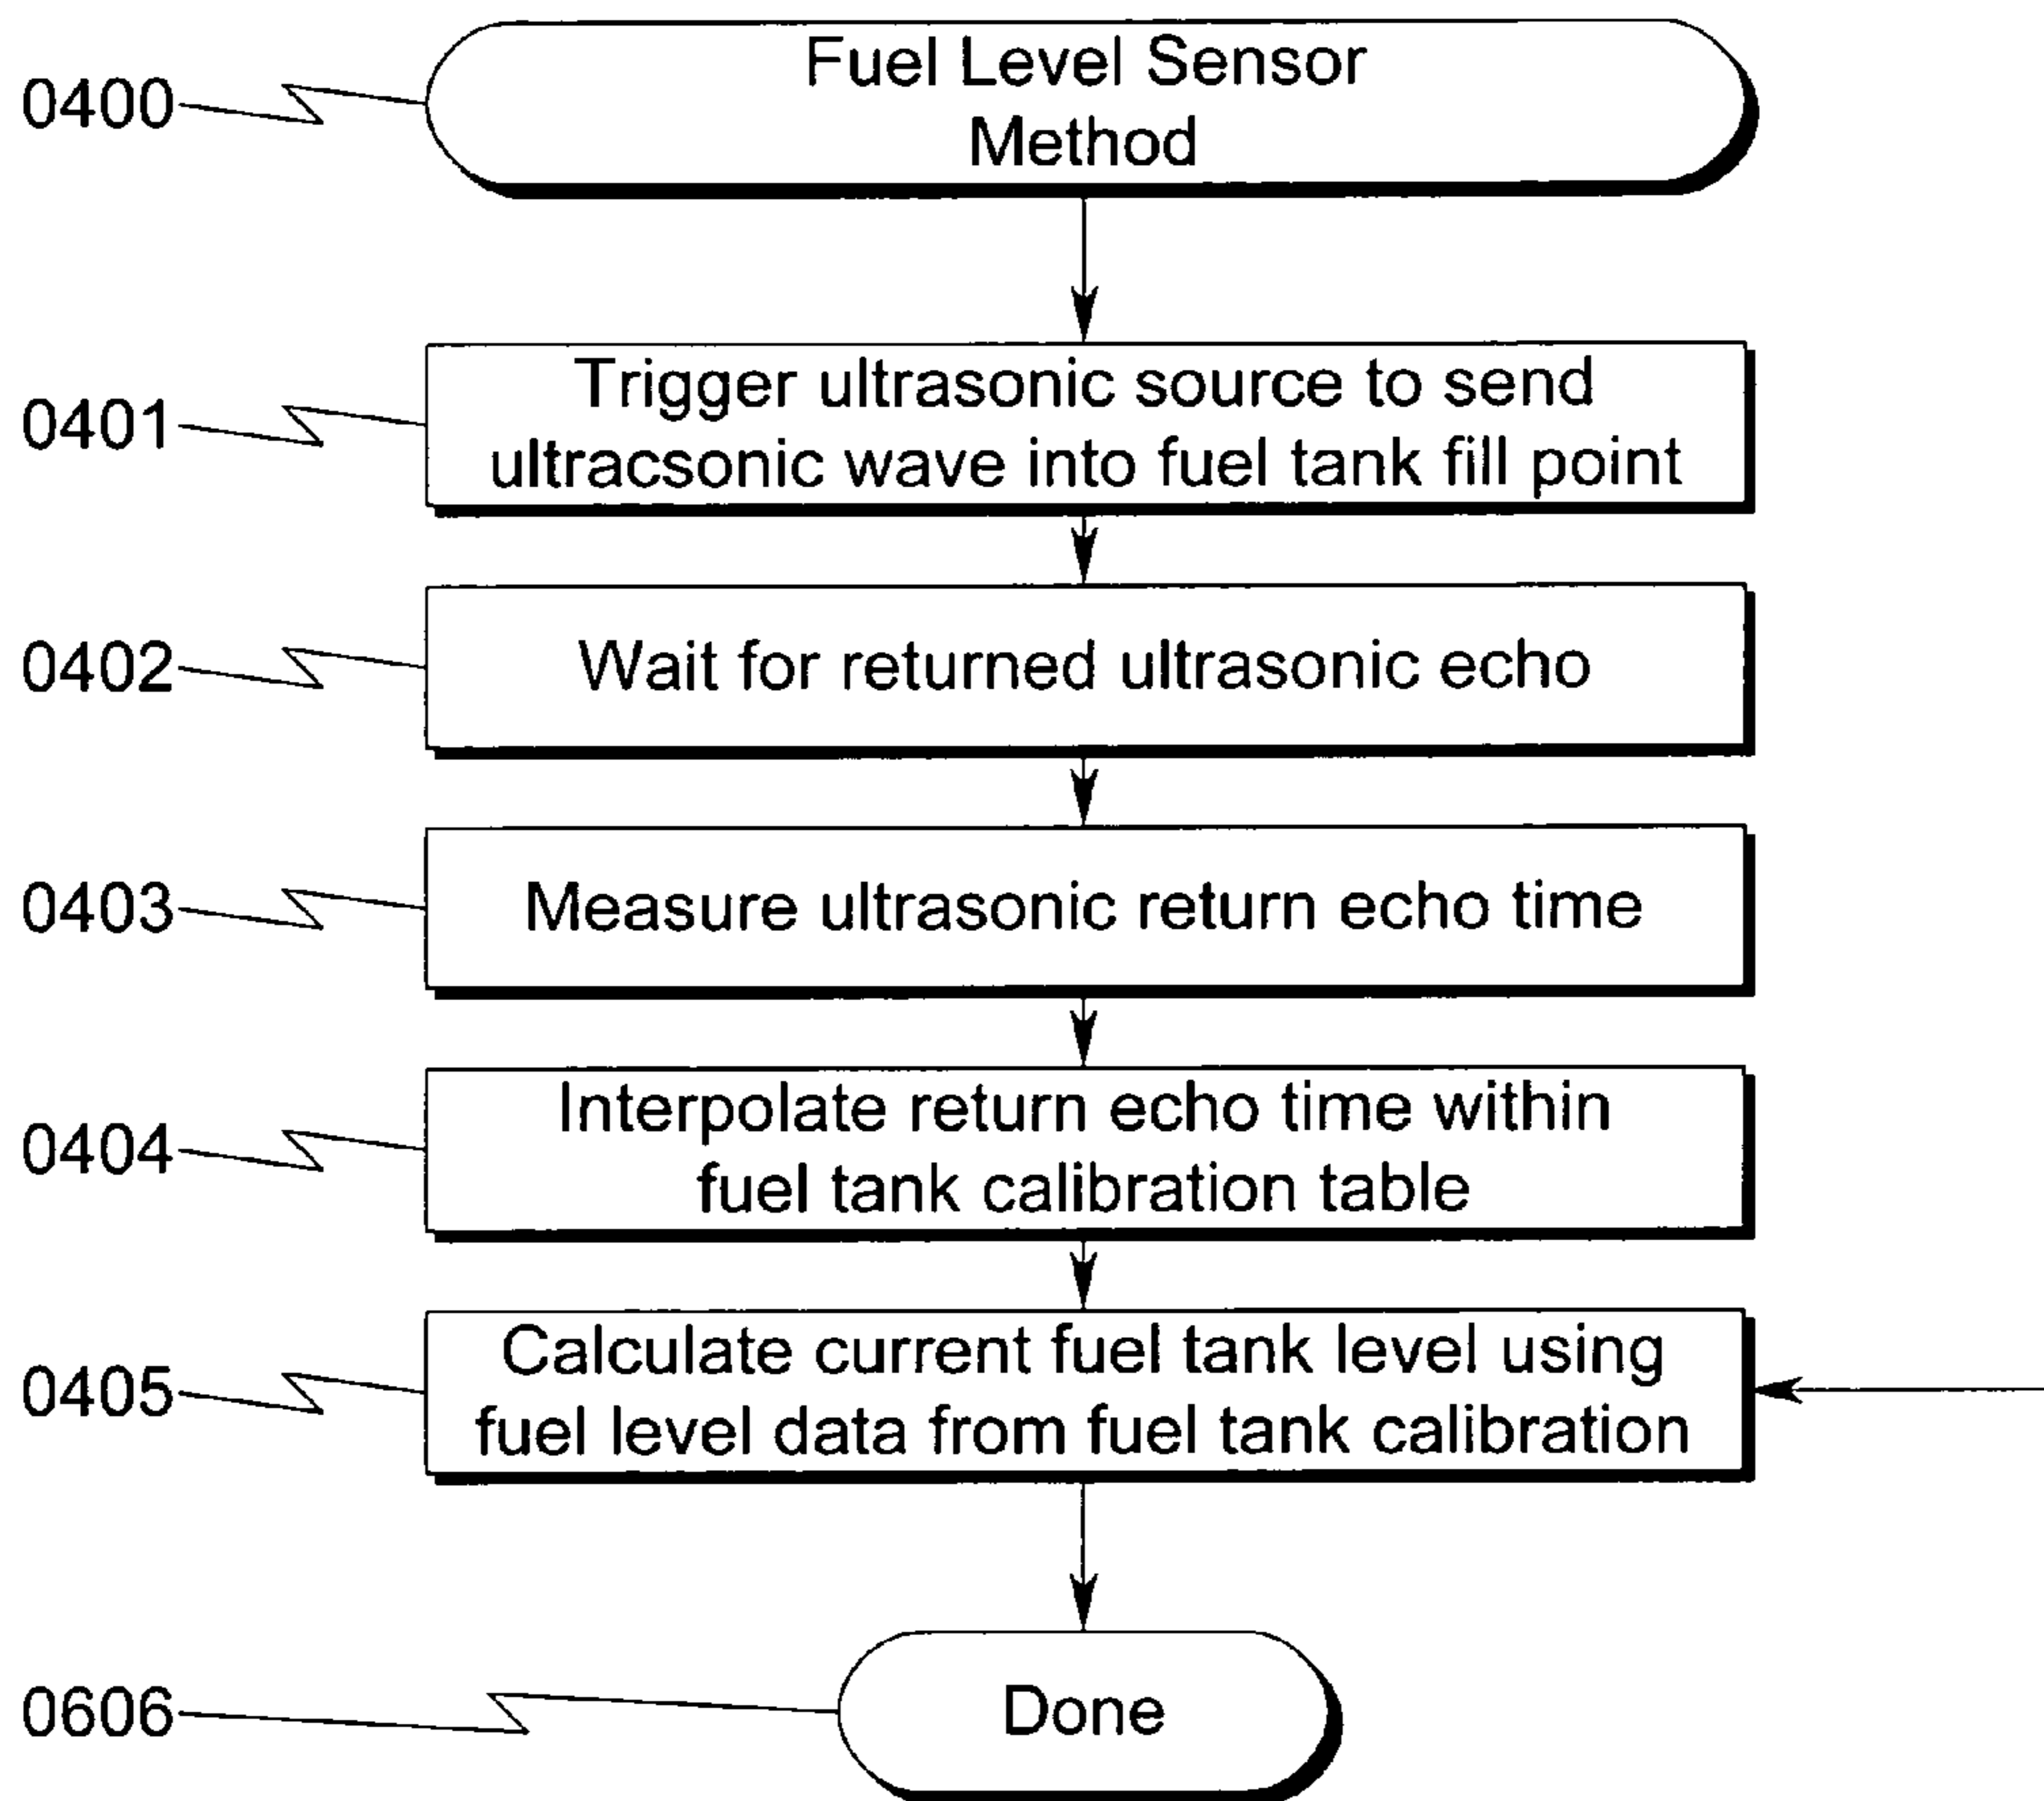 Fuel Level Sensor
Method
0400
Trigger ultrasonic source to send
ultracsonic wave into fuel tank fill point
0401
Wait for returned ultrasonic echo
0402
Measure ultrasonic return echo time
0403
Interpolate return echo time within
fuel tank calibration table
0404
Calculate current fuel tank level using
fuel level data from fuel tank calibration
0405
Done
0606